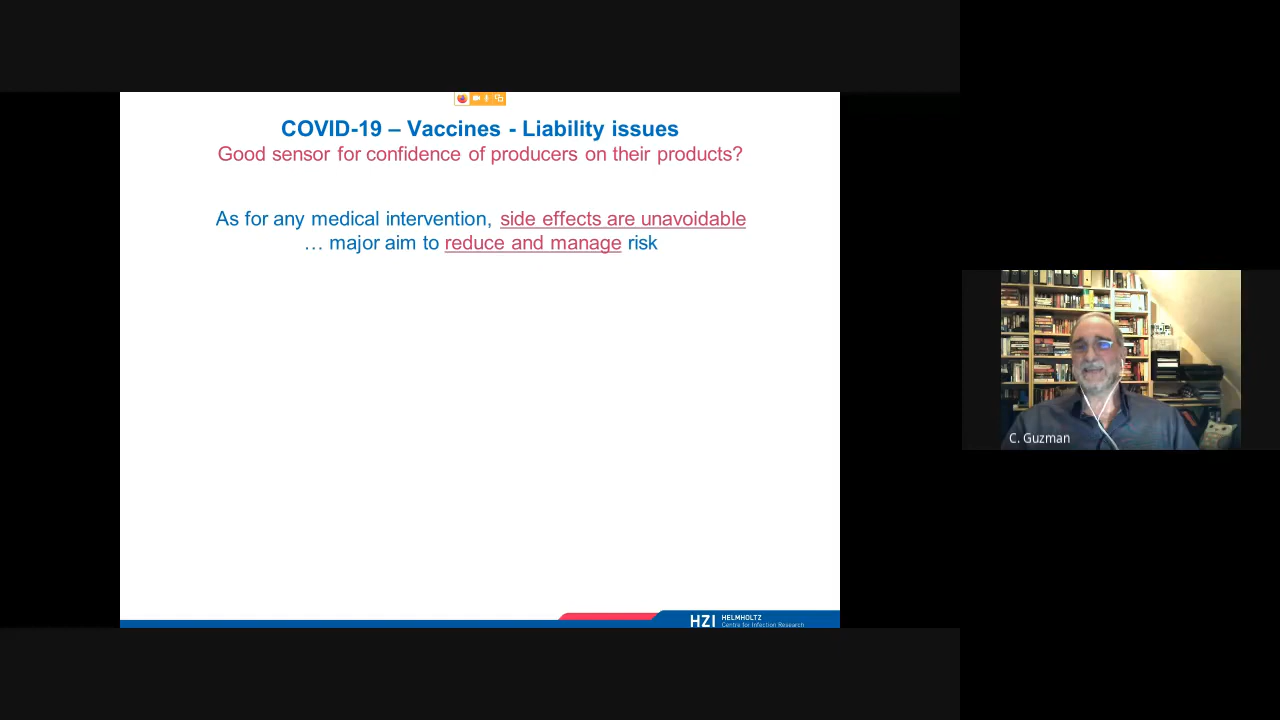 COVID-19 – Vaccines - Liability issues
Good sensor for confidence of producers on their products?
As for any medical intervention, side effects are unavoidable
… major aim to reduce and manage risk
HZI HELMHOLTZ
Centre for Infection Research
C. Guzman